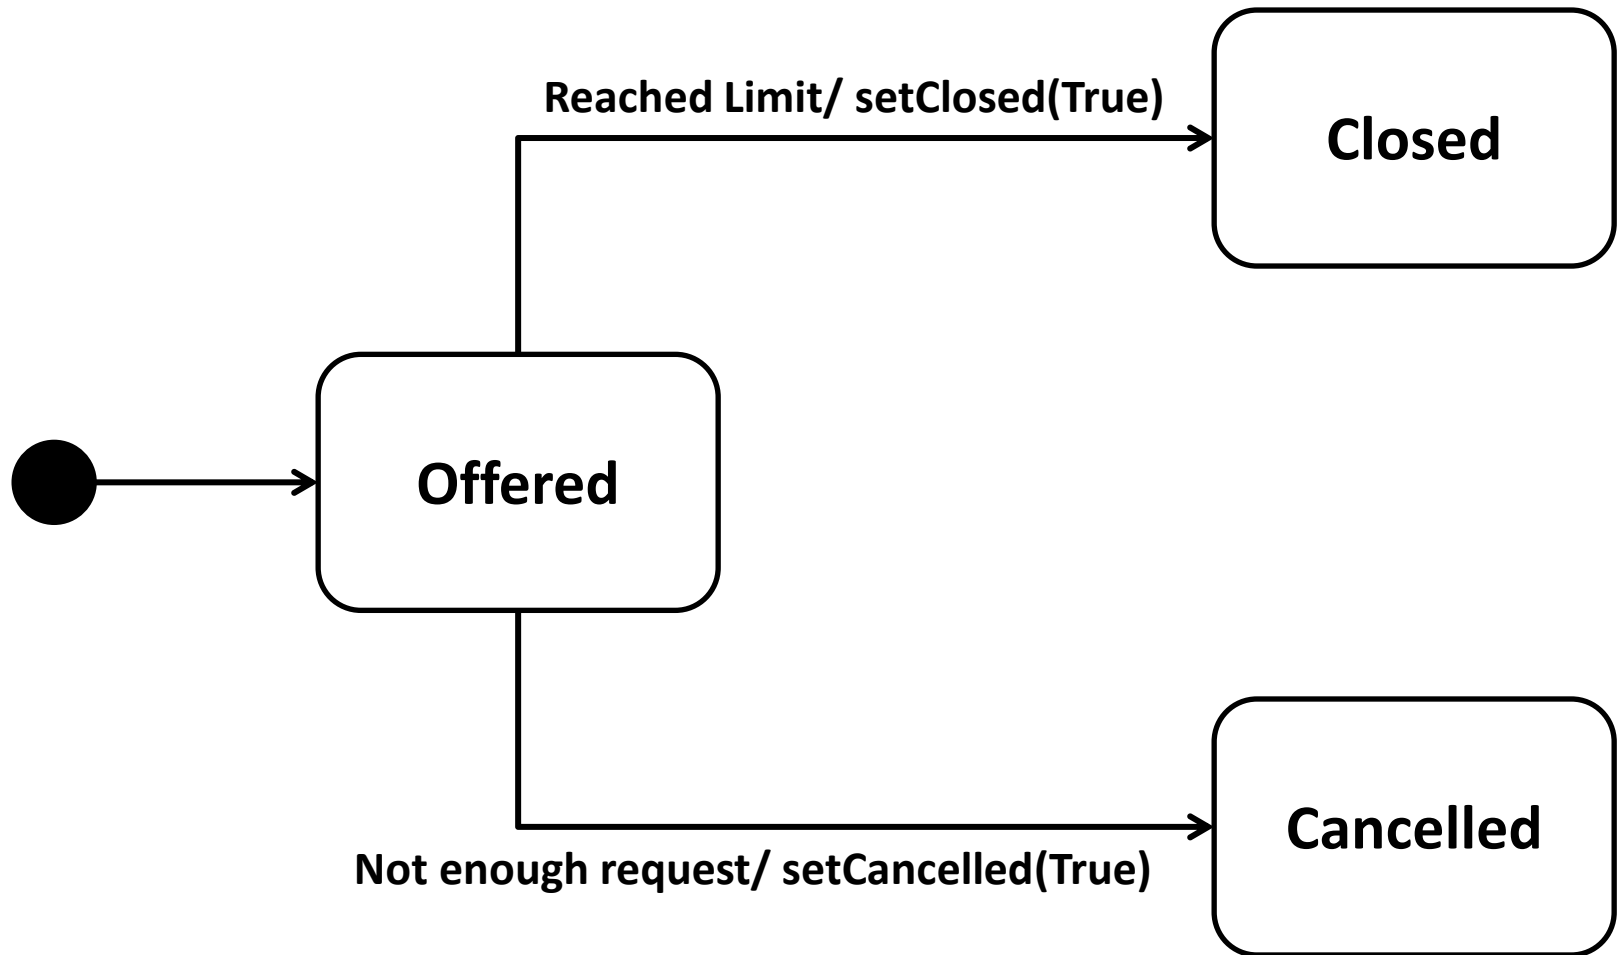 Reached Limit/ setClosed(True)
Closed
Offered
Cancelled
Not enough request/ setCancelled(True)